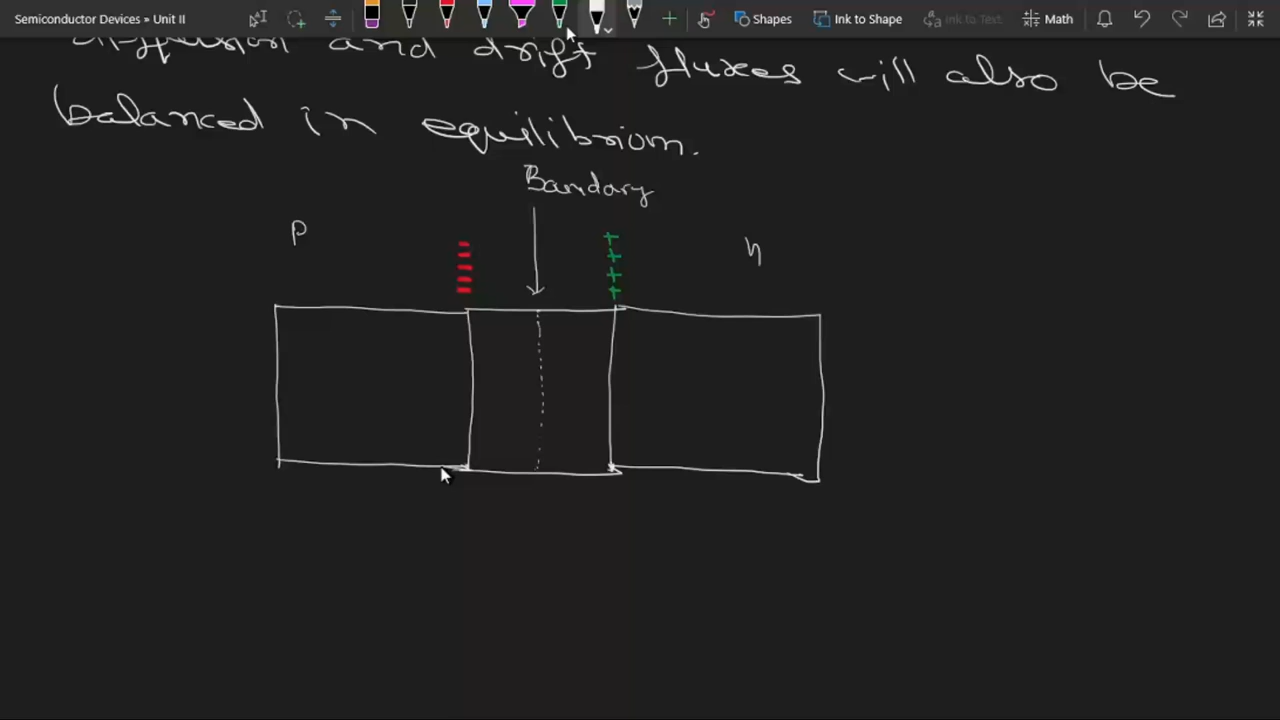 Semiconductor Devices » Unit II
Shapes
Ink to Shape
Ink to Text
Math
diffusion and drift fluxes will also be
balanced in equilibrium.
Bandary
p
n